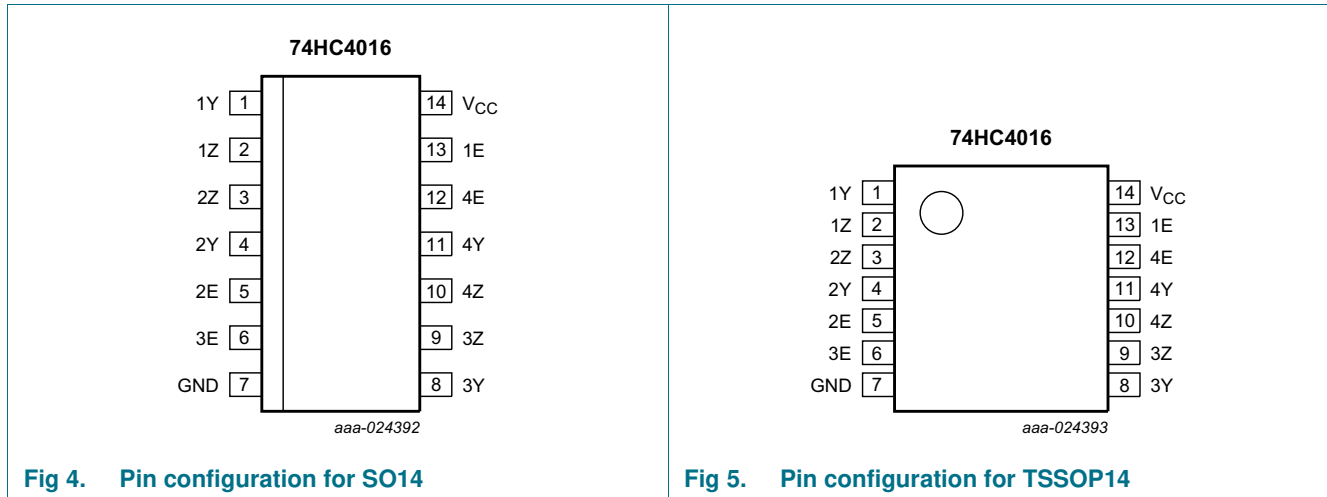 74HC4016
1Y 1 14 VCC
1Z 2 13 1E
2Z 3 12 4E
2Y 4 11 4Y
2E 5 10 4Z
3E 6 9 3Z
GND 7 8 3Y
aaa-024392
Fig 4. Pin configuration for SO14
74HC4016
1Y 1 14 VCC
1Z 2 13 1E
2Z 3 12 4E
2Y 4 11 4Y
2E 5 10 4Z
3E 6 9 3Z
GND 7 8 3Y
aaa-024393
Fig 5. Pin configuration for TSSOP14